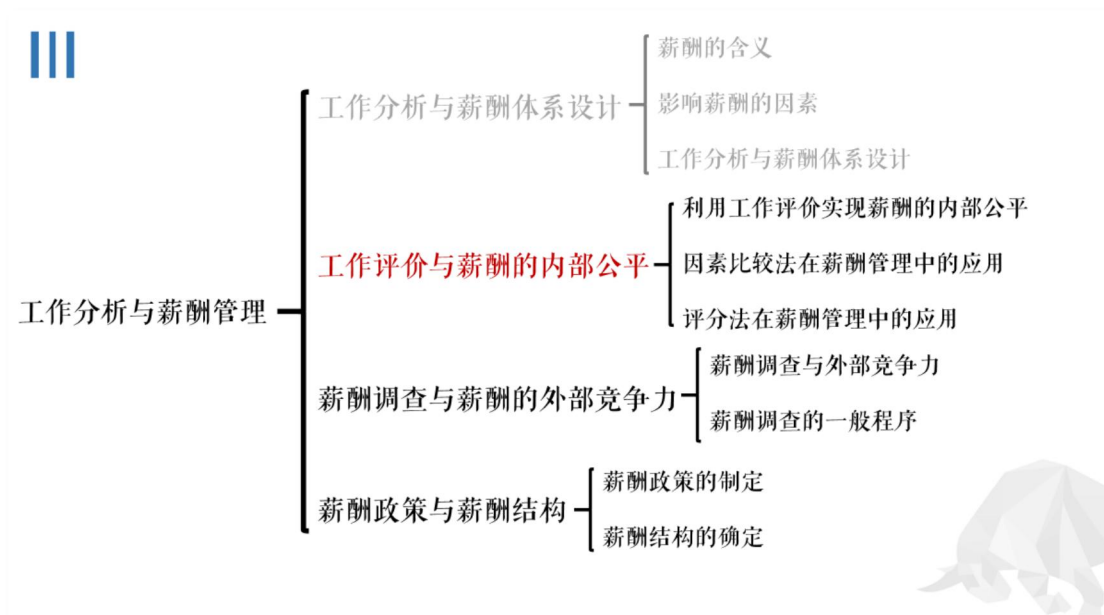 薪酬的含义
工作分析与薪酬体系设计
影响薪酬的因素
工作分析与薪酬体系设计
利用工作评价实现薪酬的内部公平
工作评价与薪酬的内部公平
因素比较法在薪酬管理中的应用
工作分析与薪酬管理
评分法在薪酬管理中的应用
薪酬调查与外部竞争力
薪酬调查与薪酬的外部竞争力
薪酬调查的一般程序
薪酬政策的制定
薪酬政策与薪酬结构
薪酬结构的确定